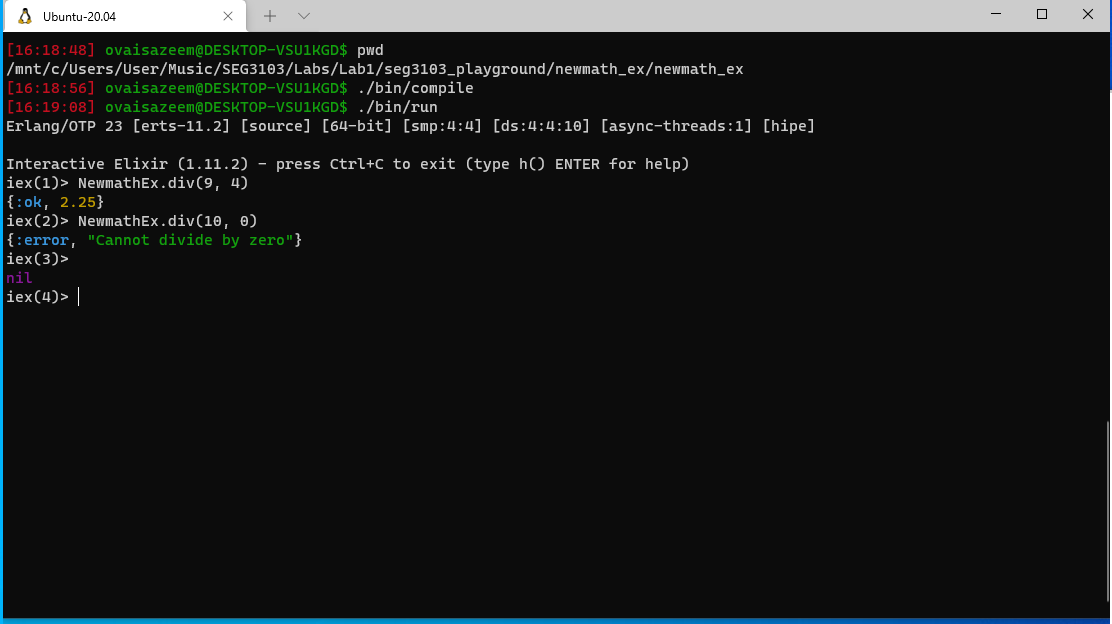 Ubuntu-20.04
[16:18:48] ovaisazeem@DESKTOP-VSU1KGD$ pwd
/mnt/c/Users/User/Music/SEG3103/Labs/Lab1/seg3103_playground/newmath_ex/newmath_ex
[16:18:56] ovaisazeem@DESKTOP-VSU1KGD$ ./bin/compile
[16:19:08] ovaisazeem@DESKTOP-VSU1KGD$ ./bin/run
Erlang/OTP 23 [erts-11.2] [source] [64-bit] [smp:4:4] [ds:4:4:10] [async-threads:1] [hipe]
Interactive Elixir (1.11.2) - press Ctrl+C to exit (type h() ENTER for help)
iex(1)> NewmathEx.div(9, 4)
{:ok, 2.25}
iex(2)> NewmathEx.div(10, 0)
{:error, "Cannot divide by zero"}
iex(3)>
nil
iex(4)>